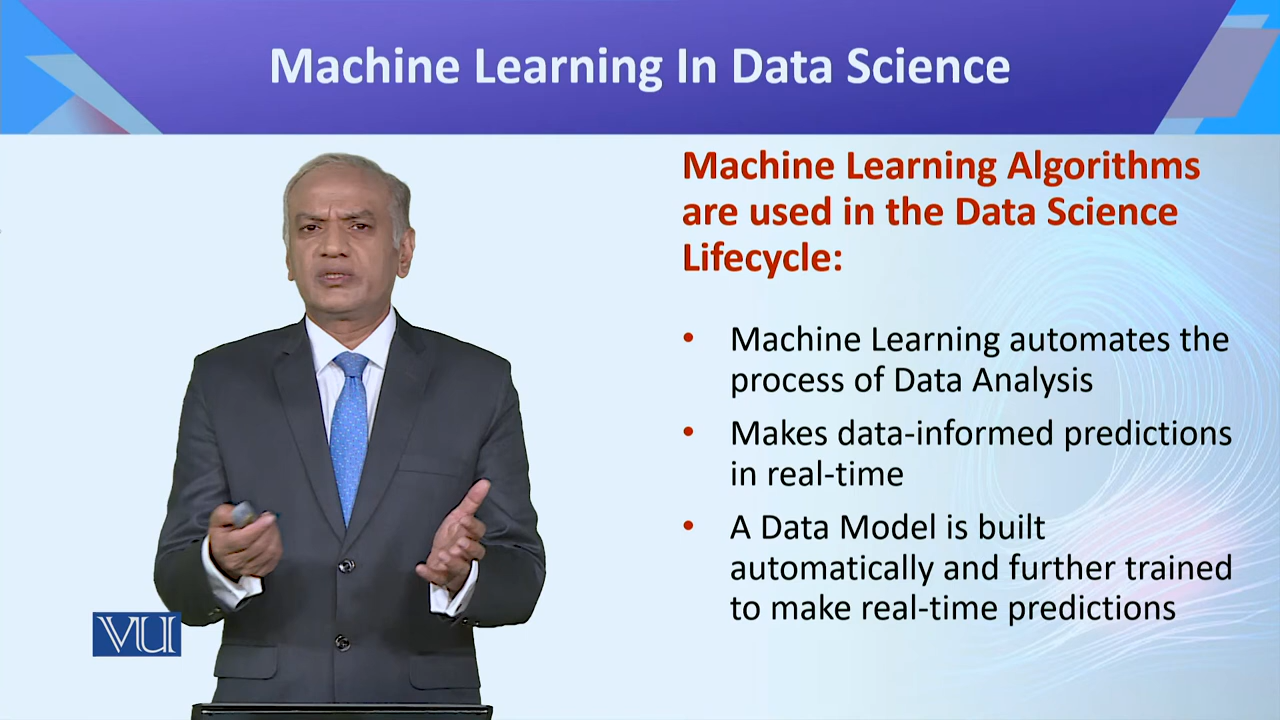 Machine Learning In Data Science
Machine Learning Algorithms
are used in the Data Science
Lifecycle:
• Machine Learning automates the
process of Data Analysis
• Makes data-informed predictions
in real-time
• A Data Model is built
automatically and further trained
to make real-time predictions
VU